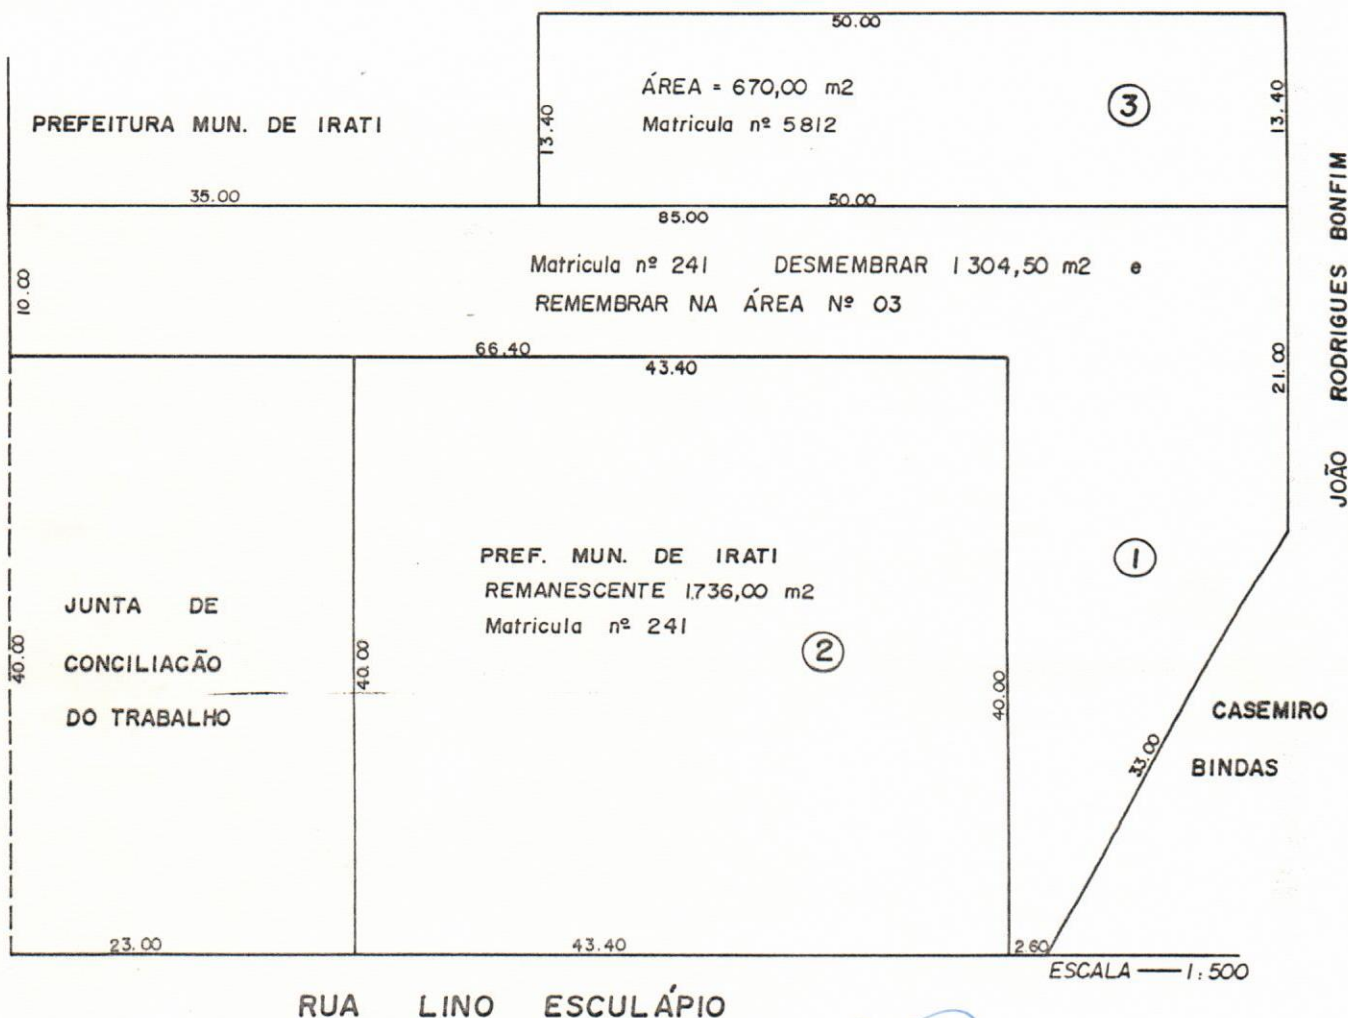 50.00
ÁREA = 670,00 m2
Matricula nº 5812
3
13.40
13.40
PREFEITURA MUN. DE IRATI
35.00
50.00
85.00
JOÃO RODRIGUES BONFIM
Matricula nº 241 DESMEMBRAR 1304,50 m2 e
REMEMBRAR NA ÁREA Nº 03
10.00
66.40
43.40
21.00
PREF. MUN. DE IRATI
REMANESCENTE 1.736,00 m2
Matricula nº 241
1
2
JUNTA DE
CONCILIACÃO
DO TRABALHO
40.00
40.00
40.00
33.00
CASEMIRO
BINDAS
23.00
43.40
2.60
ESCALA — 1:500
RUA LINO ESCULÁPIO